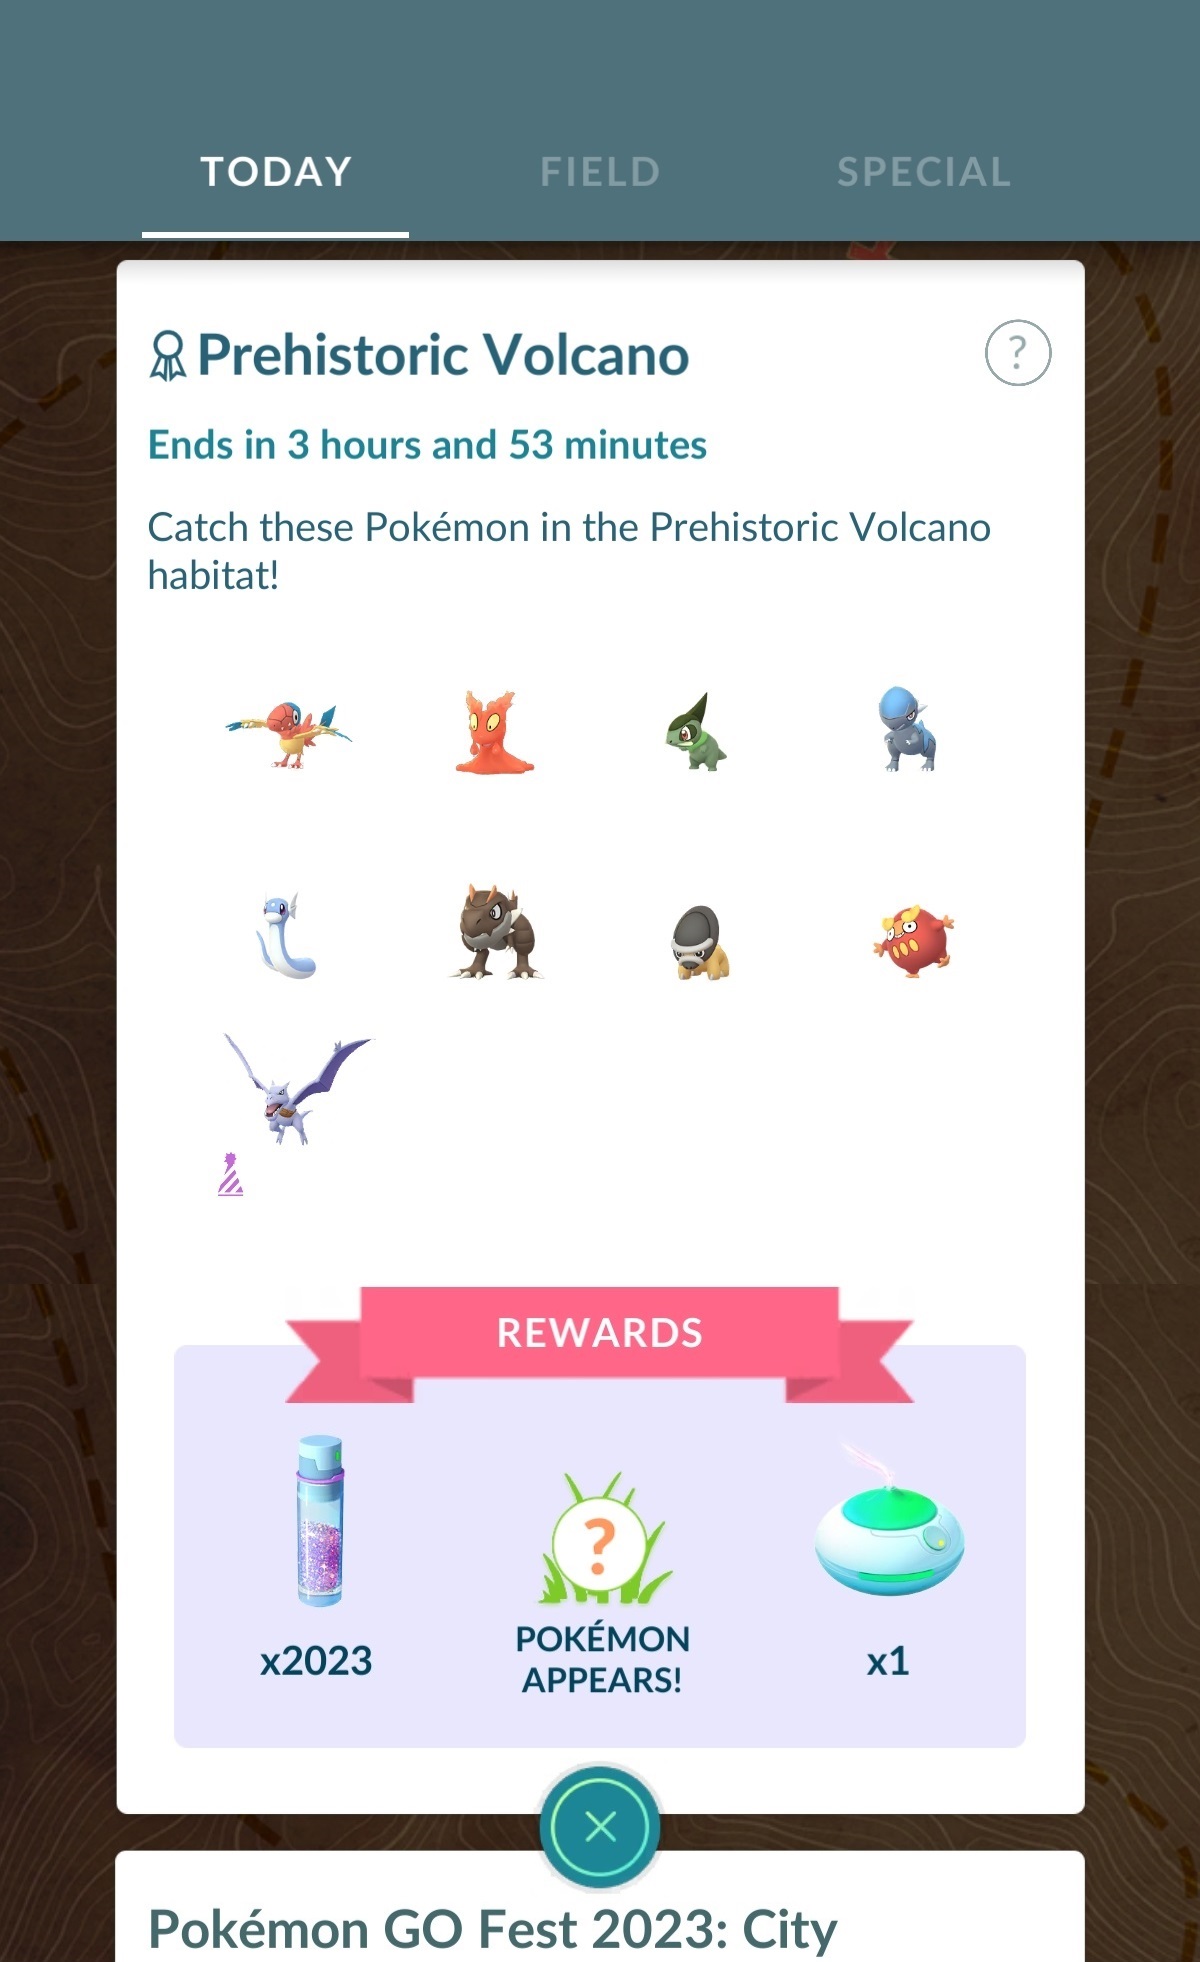 TODAY
FIELD
SPECIAL
Prehistoric Volcano
?
Ends in 3 hours and 53 minutes
Catch these Pokémon in the Prehistoric Volcano
habitat!
REWARDS
?
x2023
POKÉMON
APPEARS!
x1
Pokémon GO Fest 2023: City